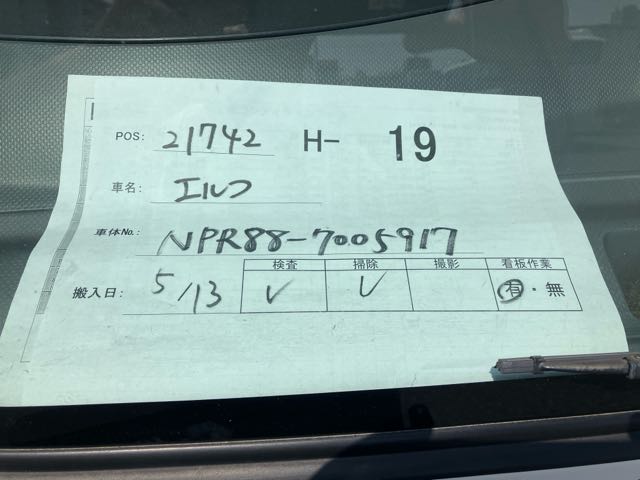 POS: 21742 H- 19
車名: エルフ
車体No.: NPR88-7005917
検査 掃除 撮影 看板作業
搬入日: 5/13 V V 有・無